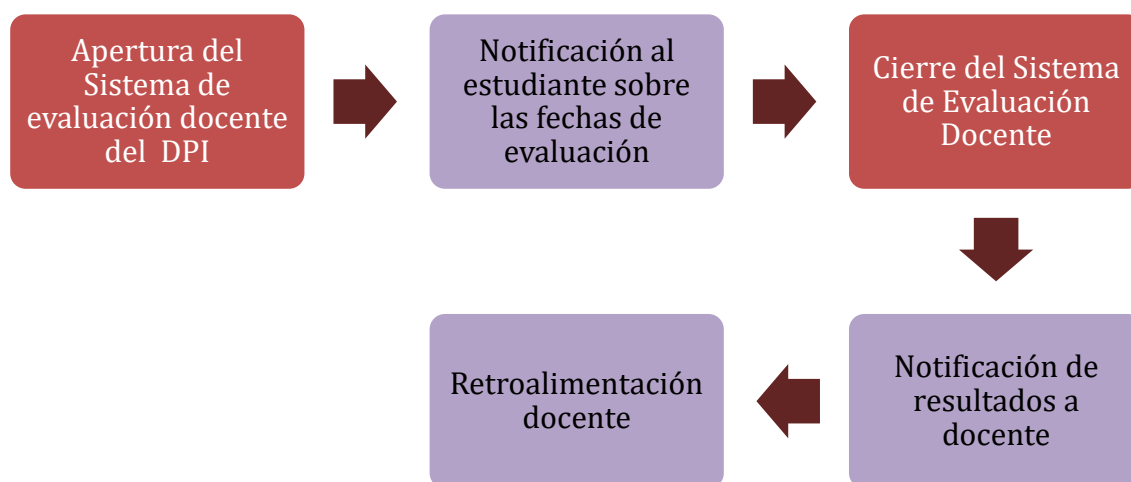 Apertura del
Sistema de
evaluación docente
del  DPI
Notificación al
estudiante sobre
las fechas de
evaluación
Cierre del Sistema
de Evaluación
Docente
Notificación de
resultados a
docente
Retroalimentación
docente